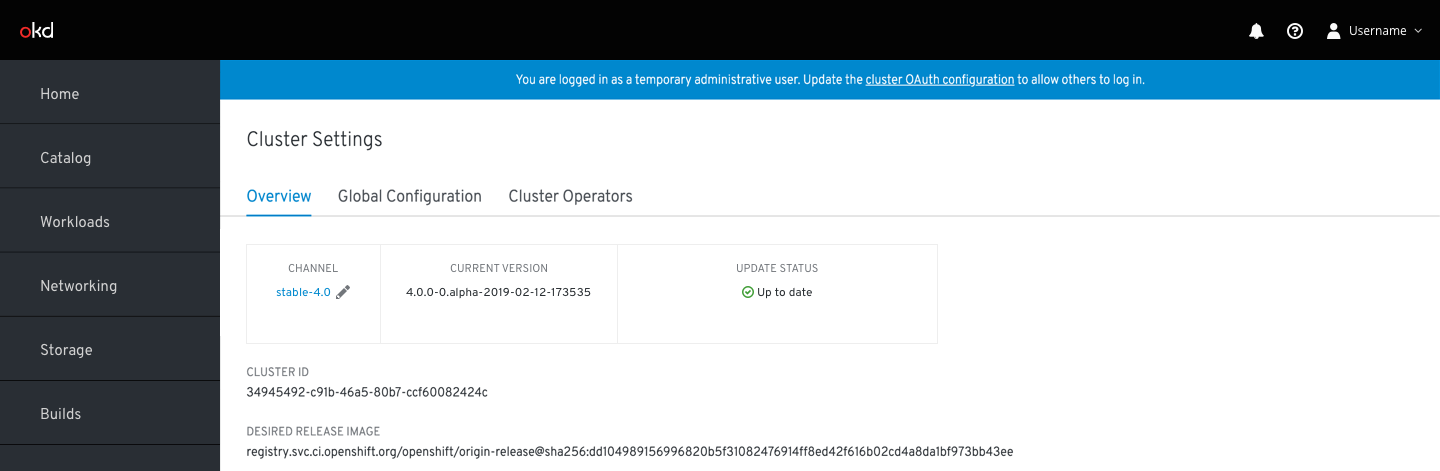 okd
Username
You are logged in as a temporary administrative user. Update the cluster OAuth configuration to allow others to log in.
Home
Catalog
Workloads
Networking
Storage
Builds
Cluster Settings
Overview Global Configuration Cluster Operators
CHANNEL CURRENT VERSION UPDATE STATUS
stable-4.0 4.0.0-0.alpha-2019-02-12-173535 Up to date
CLUSTER ID
34945492-c91b-46a5-80b7-ccf60082424c
DESIRED RELEASE IMAGE
registry.svc.ci.openshift.org/openshift/origin-release@sha256:dd104989156996820b5f31082476914ff8ed42f616b02cd4a8da1bf973bb43ee